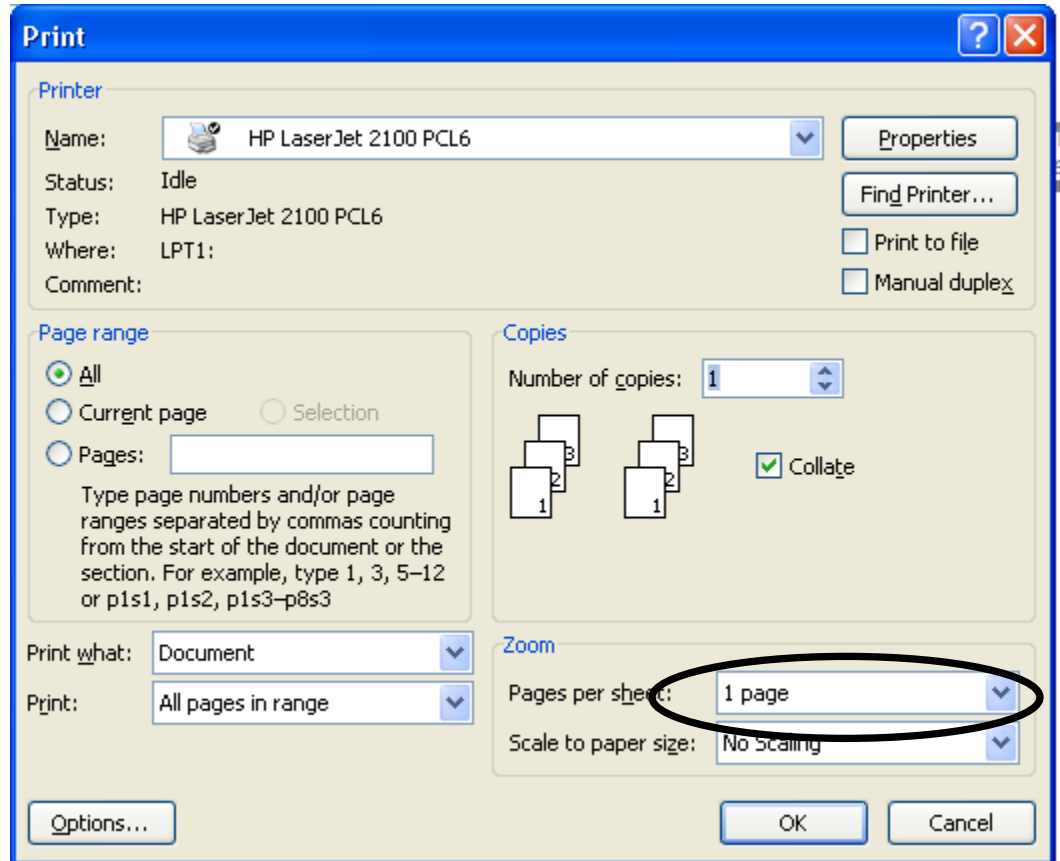 Print
Printer
Name: HP LaserJet 2100 PCL6 Properties
Status: Idle
Find Printer...
Type: HP LaserJet 2100 PCL6
Where: LPT1: Print to file
Comment: Manual duplex
Page range
All
Current page Selection
Pages:
Type page numbers and/or page
ranges separated by commas counting
from the start of the document or the
section. For example, type 1, 3, 5–12
or p1s1, p1s2, p1s3–p8s3
Copies
Number of copies: 1
3 3
2 2
1 1
Collate
Print what: Document
Print: All pages in range
Zoom
Pages per sheet: 1 page
Scale to paper size: No Scaling
Options... OK Cancel